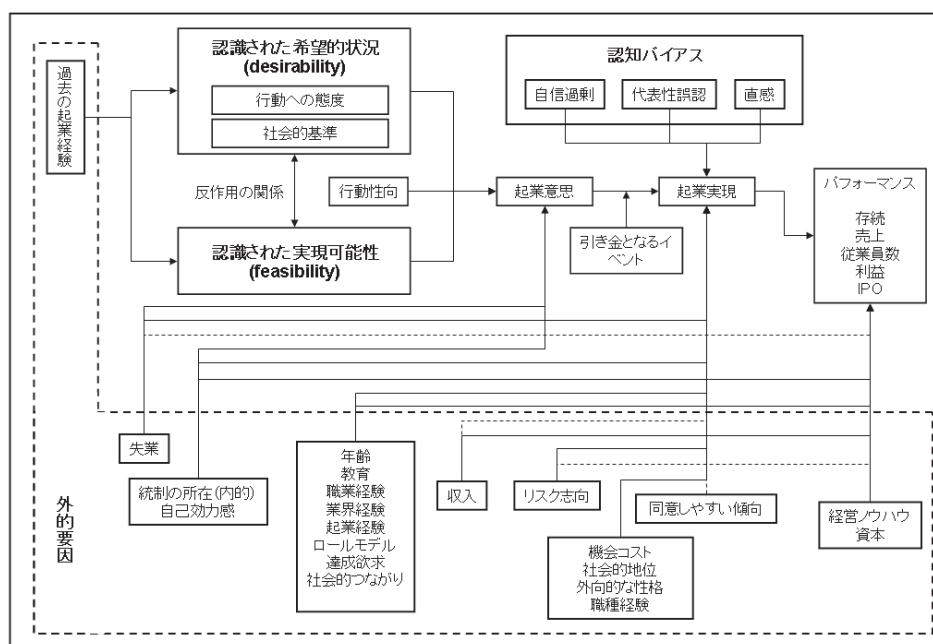 過去の起業経験
認識された希望的状況
(desirability)
行動への態度
社会的基準
反作用の関係
認識された実現可能性
(feasibility)
行動性向
起業意思
引き金となるイ
ベント
認知バイアス
自信過剰
代表性誤認
直感
起業実現
パフォーマンス
存続
売上
従業員数
利益
IPO
外的要因
失業
統制の所在(内的)
自己効力感
年齢
教育
職業経験
業界経験
起業経験
ロールモデル
達成欲求
社会的つながり
収入
リスク志向
機会コスト
社会的地位
外向的な性格
職種経験
同意しやすい傾向
経営ノウハウ
資本